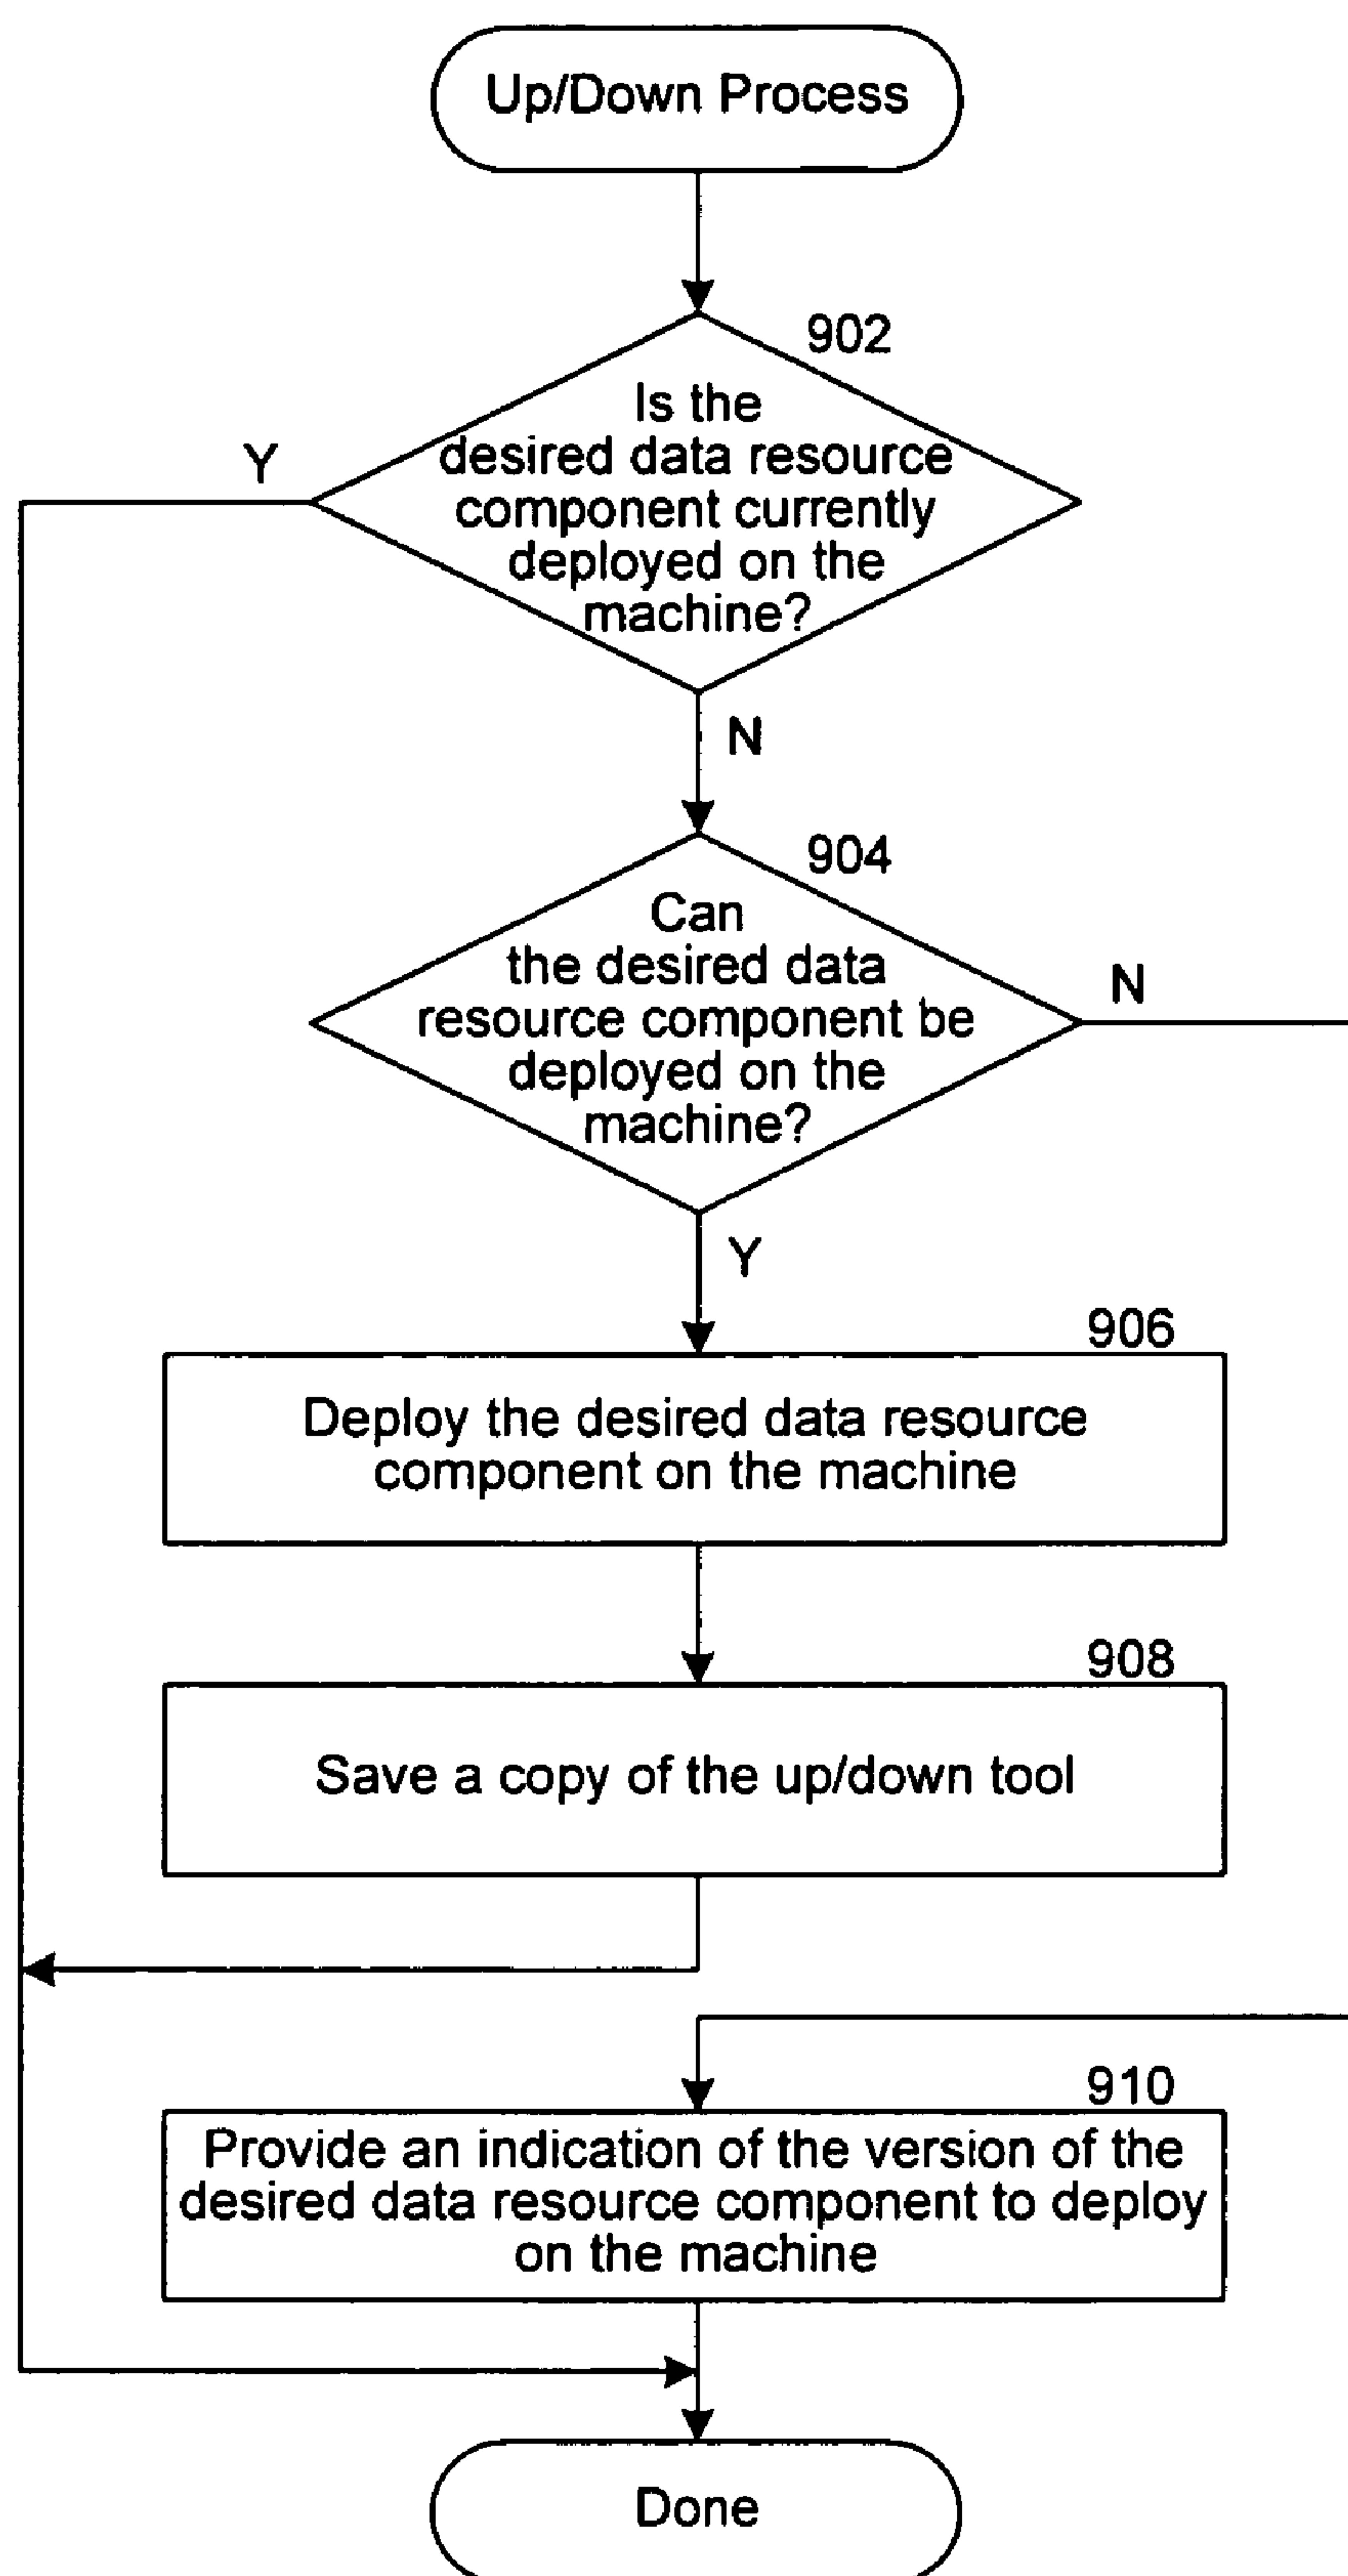 Up/Down Process
902
Is the
desired data resource
component currently
deployed on the
machine?
Y
N
904
Can
the desired data
resource component be
deployed on the
machine?
N
Y
906
Deploy the desired data resource
component on the machine
908
Save a copy of the up/down tool
910
Provide an indication of the version of the
desired data resource component to deploy
on the machine
Done